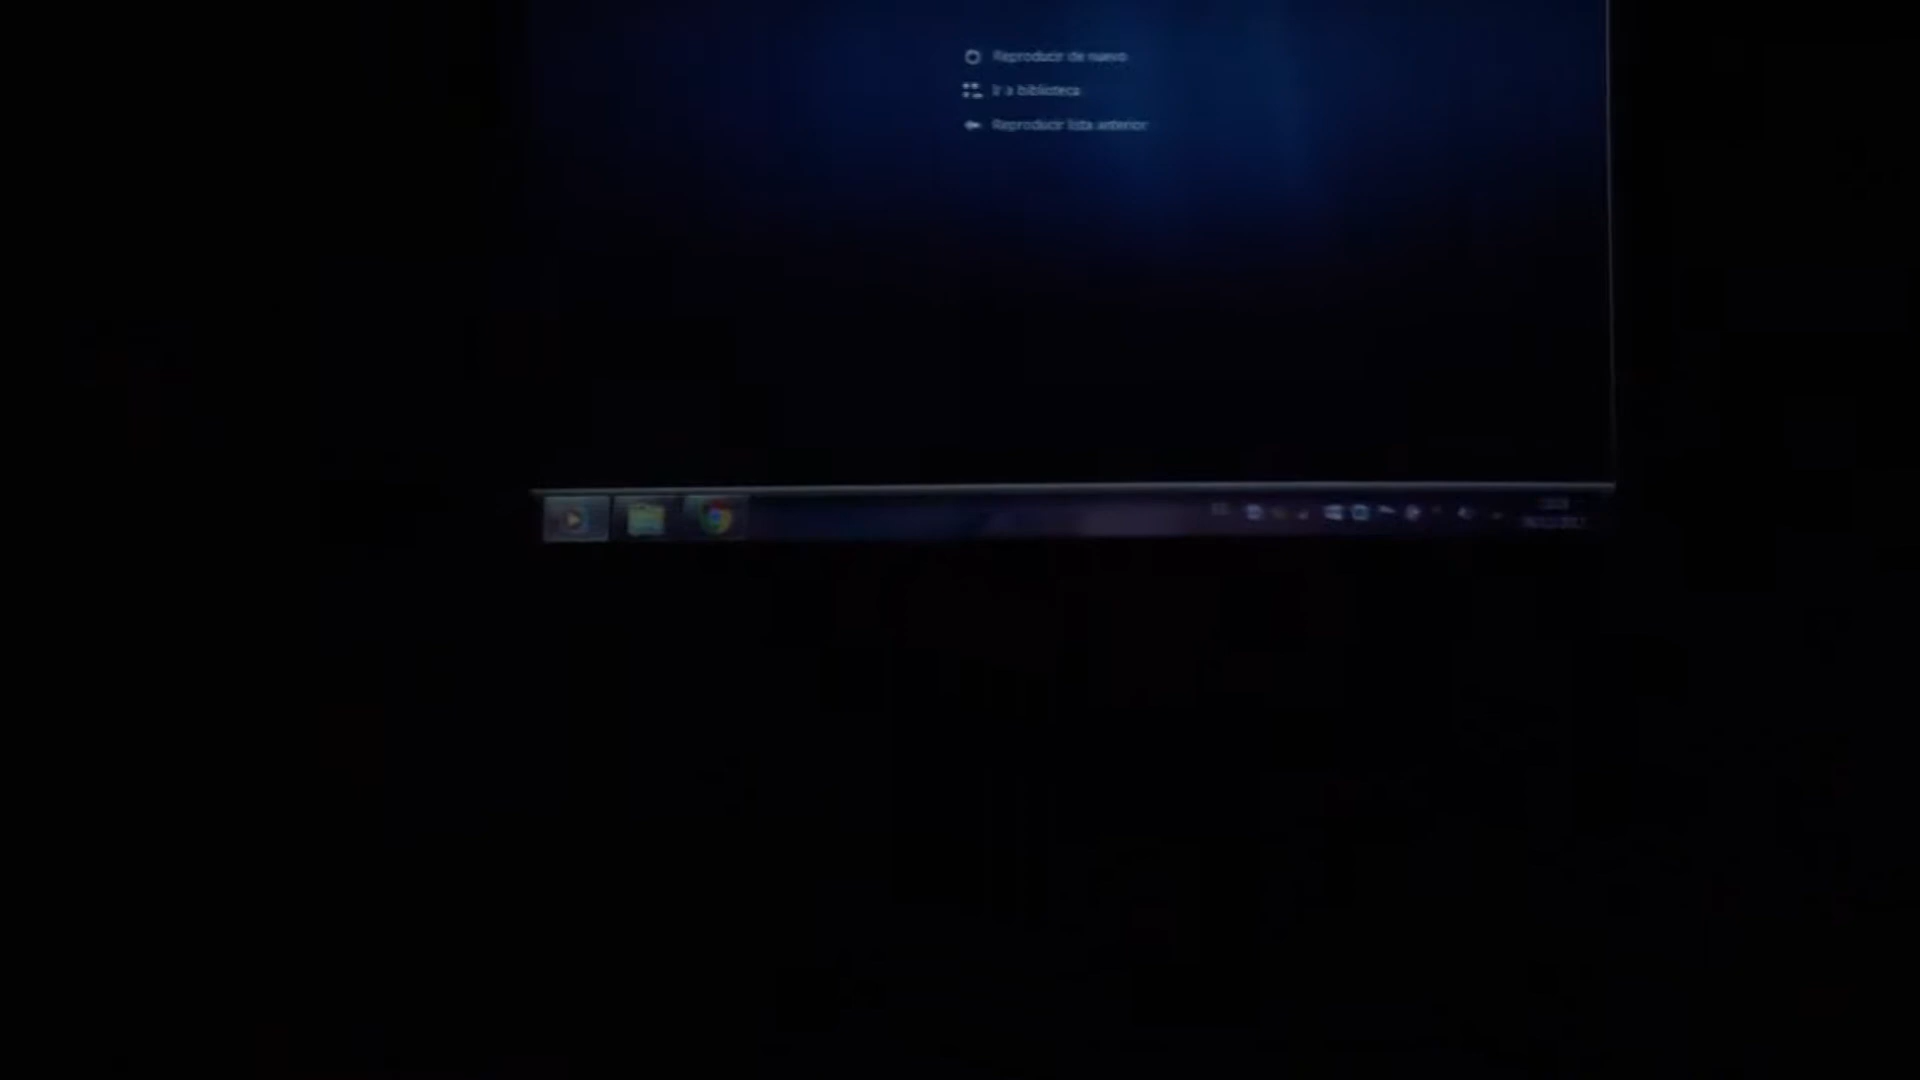 Reproducir de nuevo
Ir a biblioteca
Reproducir lista anterior